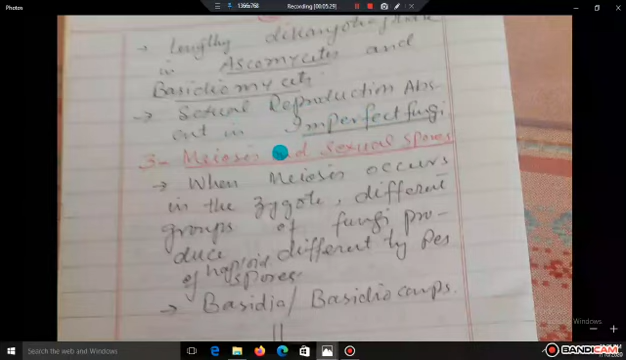 Photos
1366x768
Recording [00:05:29]
→ Lengthy dikaryotic phase
in Ascomycetes and
Basidiomycetes
→ Sexual Reproduction Abs-
ent in Imperfect fungi.
3- Meiosis and sexual spores
→ When Meiosis occurs
in the zygote, different
groups of fungi pro-
duce different types
of haploid spores.
→ Basidia/Basidiocarps.
Windows
Search the web and Windows
BANDICAM